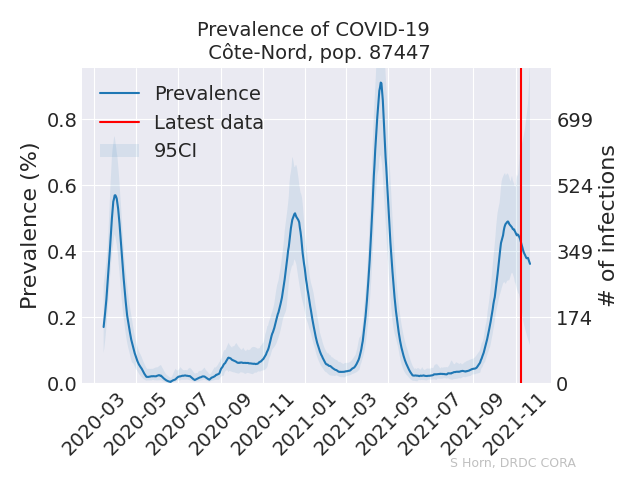 Prevalence of COVID-19
Côte-Nord, pop. 87447
Prevalence
Latest data
95CI
Prevalence (%)
0.8
0.6
0.4
0.2
0.0
699
524
349
174
0
# of infections
2020-03
2020-05
2020-07
2020-09
2020-11
2021-01
2021-03
2021-05
2021-07
2021-09
2021-11
S Horn, DRDC CORA